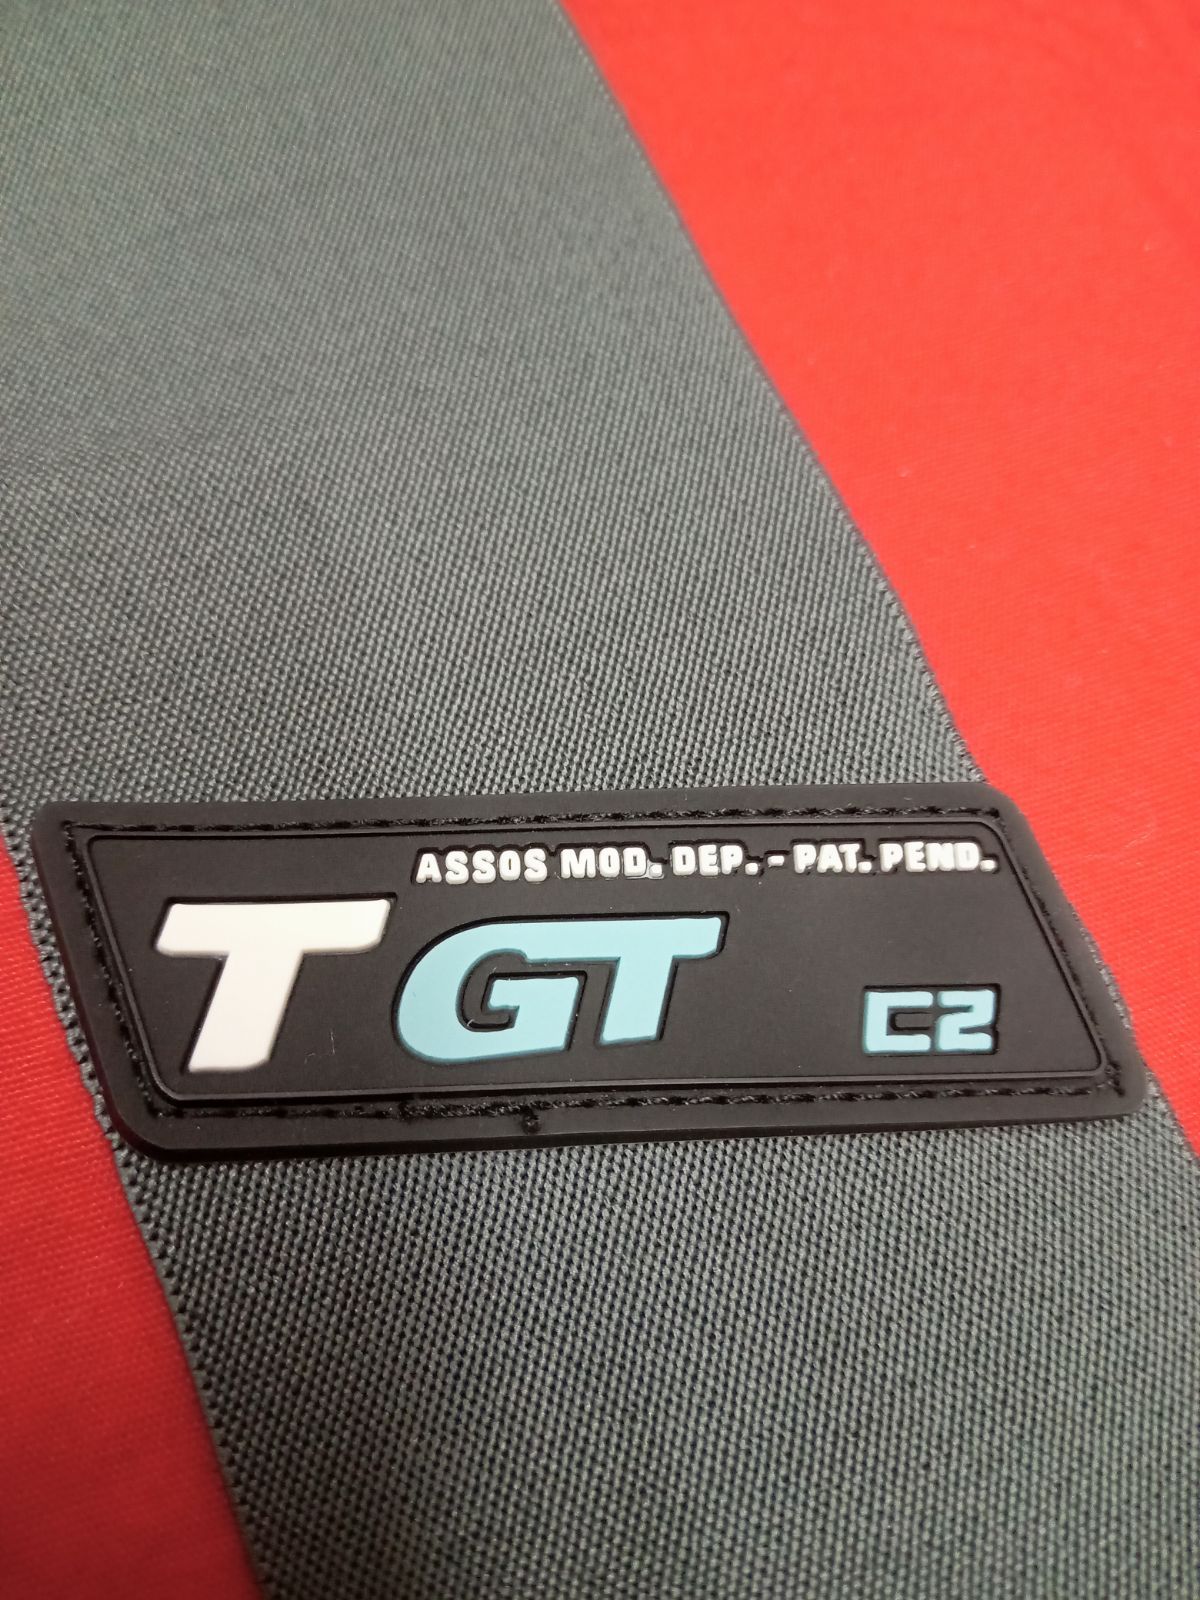 ASSOS MOD. DEP. - PAT. PEND.
T GT C2